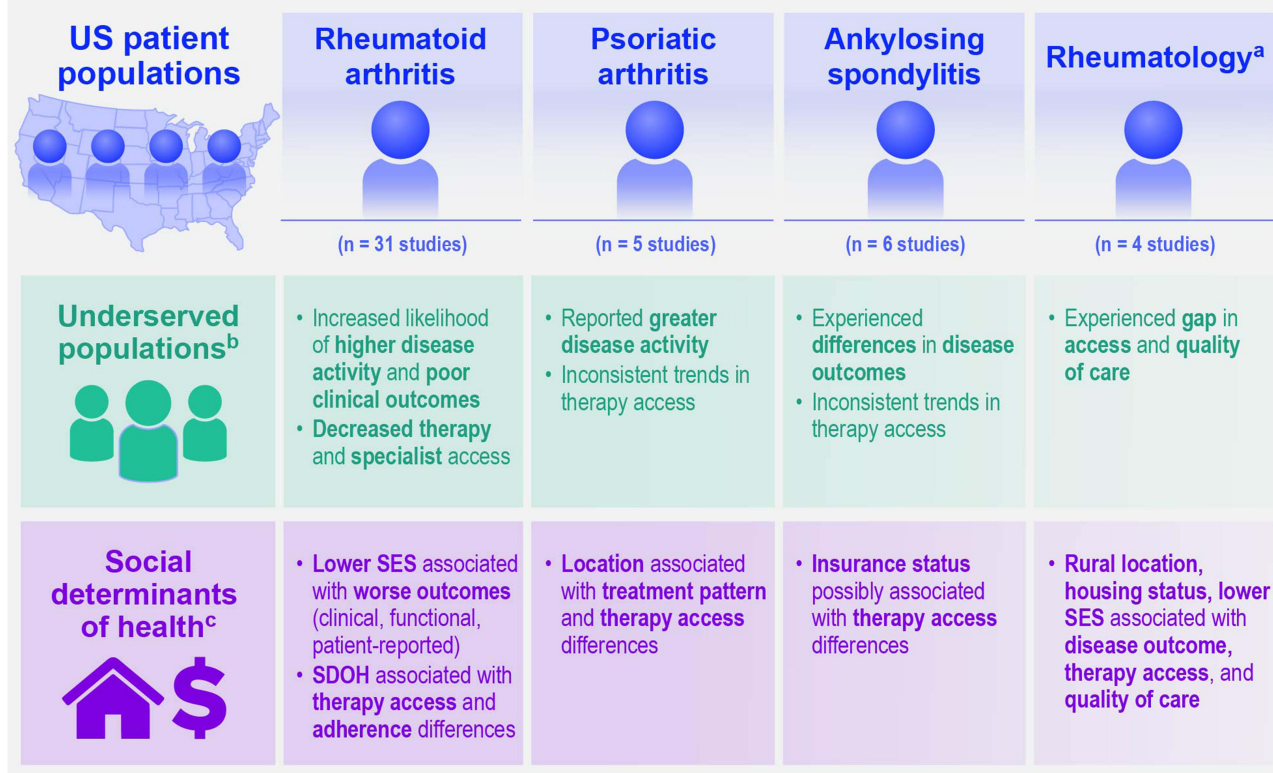 US patient
populations
Rheumatoid
arthritis
(n = 31 studies)
Psoriatic
arthritis
(n = 5 studies)
Ankylosing
spondylitis
(n = 6 studies)
Rheumatologyᵃ
(n = 4 studies)
Underserved
populationsᵇ
• Increased likelihood
of higher disease
activity and poor
clinical outcomes
• Decreased therapy
and specialist access
• Reported greater
disease activity
• Inconsistent trends in
therapy access
• Experienced
differences in disease
outcomes
• Inconsistent trends in
therapy access
• Experienced gap in
access and quality
of care
Social
determinants
of healthᶜ
$
• Lower SES associated
with worse outcomes
(clinical, functional,
patient-reported)
• SDOH associated with
therapy access and
adherence differences
• Location associated
with treatment pattern
and therapy access
differences
• Insurance status
possibly associated
with therapy access
differences
• Rural location,
housing status, lower
SES associated with
disease outcome,
therapy access, and
quality of care